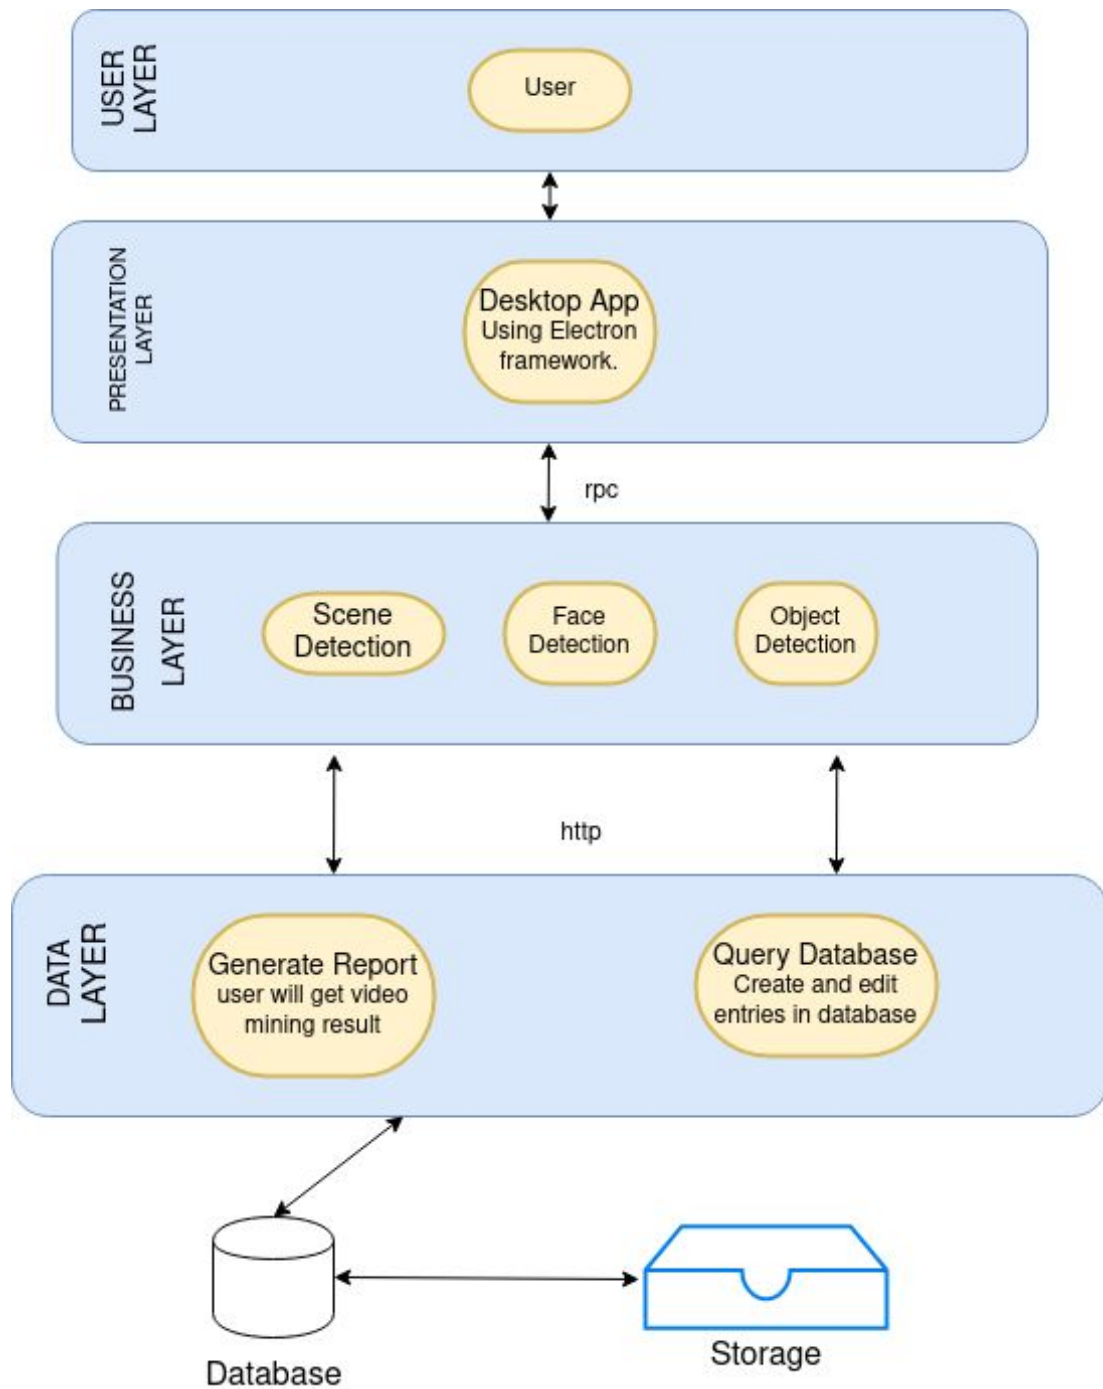 USER
LAYER
User
PRESENTATION
LAYER
Desktop App
Using Electron
framework.
rpc
BUSINESS
LAYER
Scene
Detection
Face
Detection
Object
Detection
http
DATA
LAYER
Generate Report
user will get video
mining result
Query Database
Create and edit
entries in database
Database
Storage